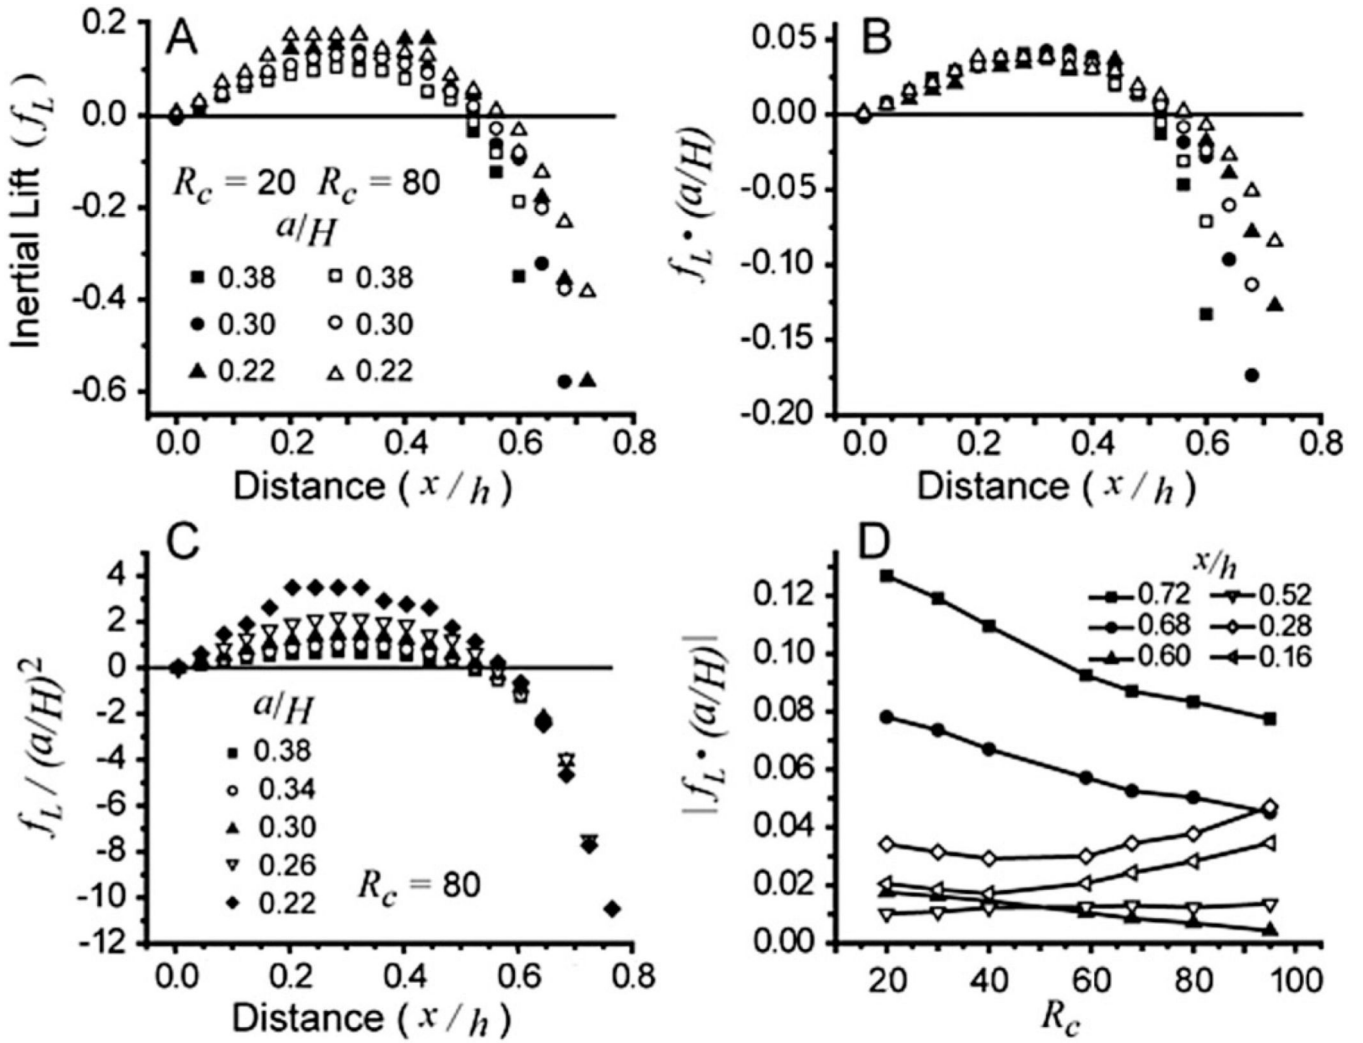 A
Inertial Lift (f_L)
0.2
0.0
-0.2
-0.4
-0.6
R_c = 20 R_c = 80
a/H
0.38 0.38
0.30 0.30
0.22 0.22
0.0 0.2 0.4 0.6 0.8
Distance ( x / h )
B
f_L • (a/H)
0.05
0.00
-0.05
-0.10
-0.15
-0.20
0.0 0.2 0.4 0.6 0.8
Distance ( x / h )
C
f_L / (a/H)²
4
2
0
-2
-4
-6
-8
-10
-12
a/H
0.38
0.34
0.30
0.26
0.22
R_c = 80
0.0 0.2 0.4 0.6 0.8
Distance ( x / h )
D
|f_L • (a/H)|
0.12
0.10
0.08
0.06
0.04
0.02
0.00
x/h
0.72 0.52
0.68 0.28
0.60 0.16
20 40 60 80 100
R_c